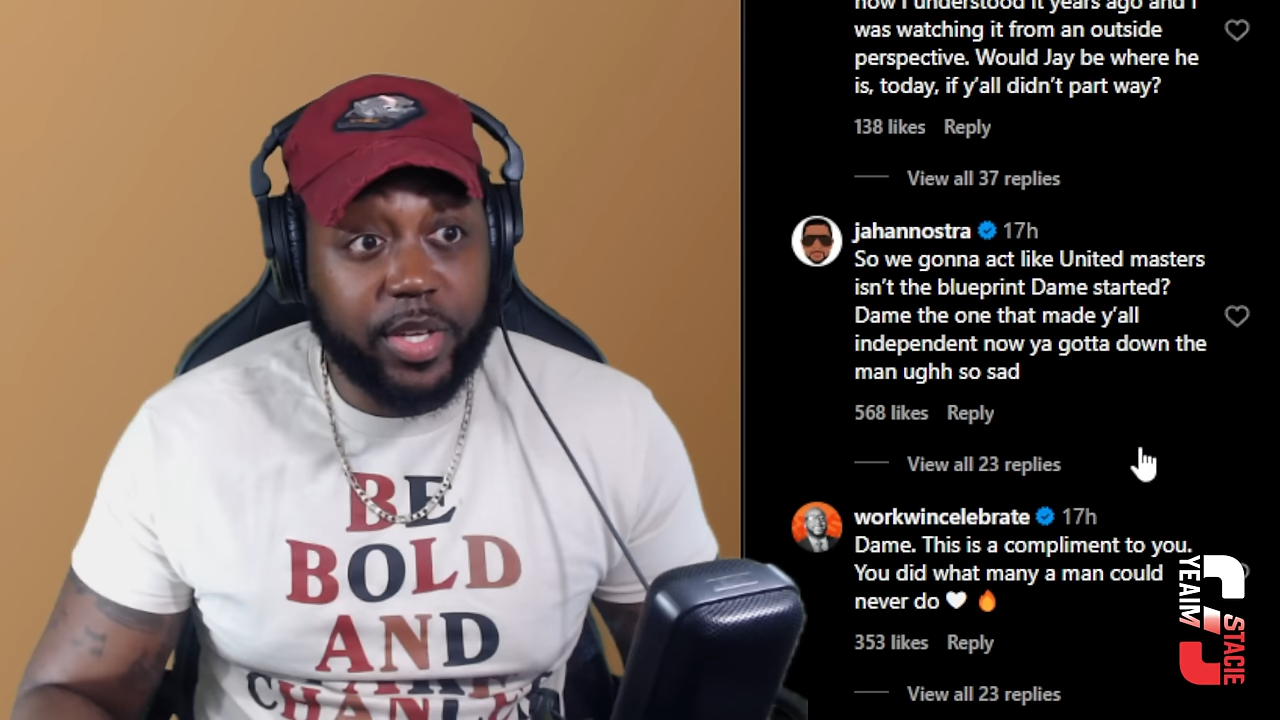 BE
BOLD
AND
now I understood it years ago and I
was watching it from an outside
perspective. Would Jay be where he
is, today, if y’all didn’t part way?
138 likes Reply
View all 37 replies
jahannostra 17h
So we gonna act like United masters
isn’t the blueprint Dame started?
Dame the one that made y’all
independent now ya gotta down the
man ughh so sad
568 likes Reply
View all 23 replies
workwincelebrate 17h
Dame. This is a compliment to you.
You did what many a man could
never do 🤍 🔥
353 likes Reply
View all 23 replies
YEAIM
STACIE